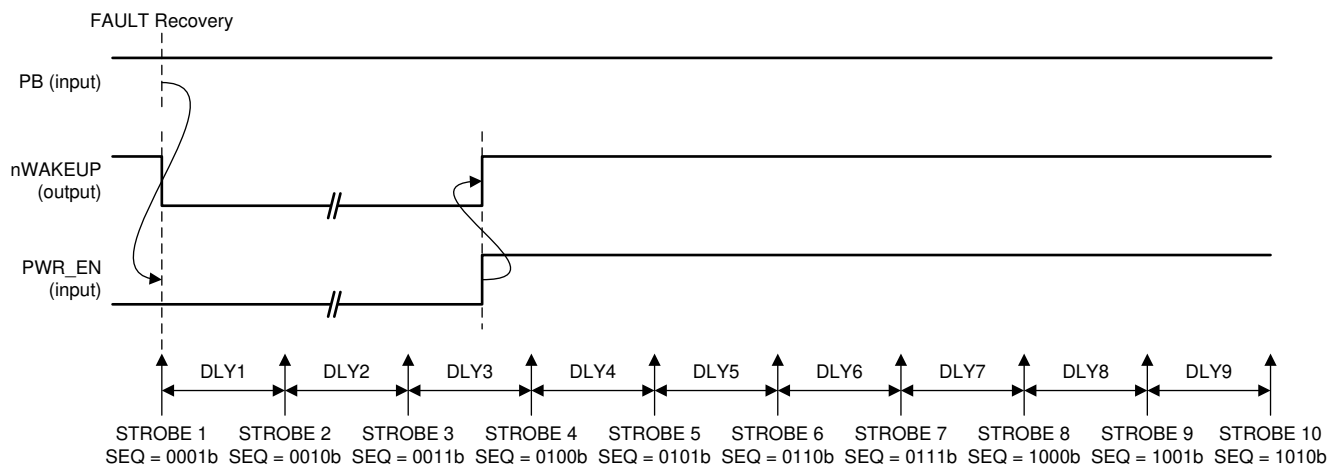 FAULT Recovery
PB (input)
nWAKEUP
(output)
PWR_EN
(input)
DLY1 DLY2 DLY3 DLY4 DLY5 DLY6 DLY7 DLY8 DLY9
STROBE 1 STROBE 2 STROBE 3 STROBE 4 STROBE 5 STROBE 6 STROBE 7 STROBE 8 STROBE 9 STROBE 10
SEQ = 0001b SEQ = 0010b SEQ = 0011b SEQ = 0100b SEQ = 0101b SEQ = 0110b SEQ = 0111b SEQ = 1000b SEQ = 1001b SEQ = 1010b